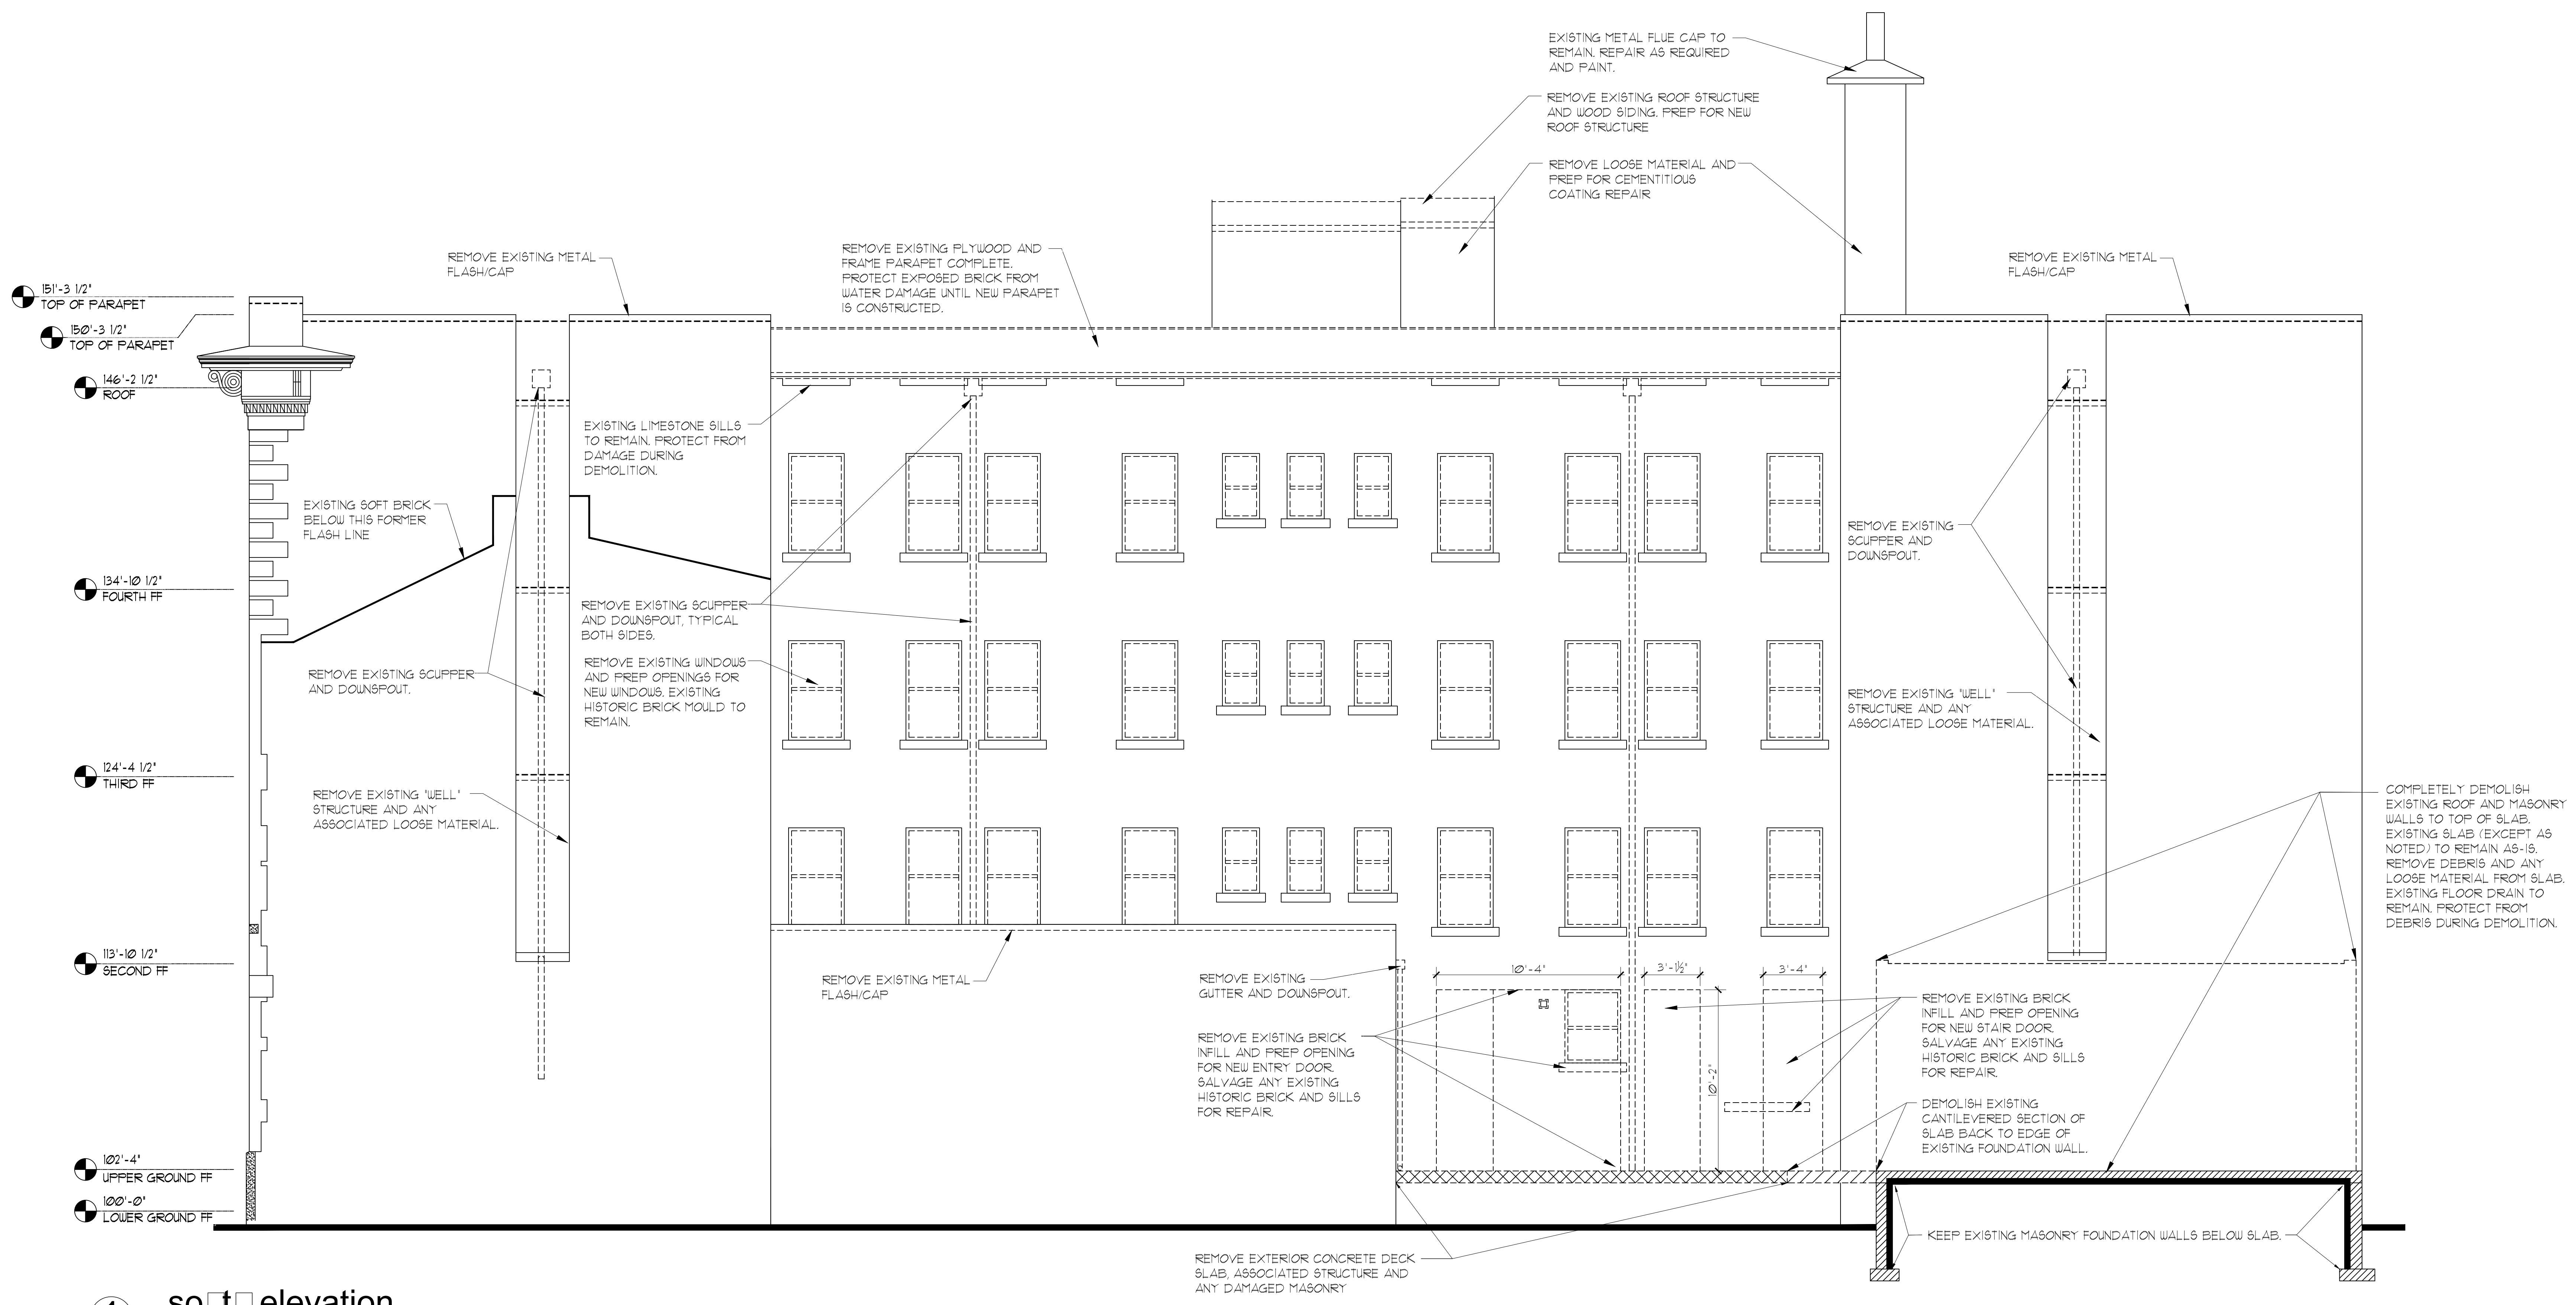 EXISTING METAL FLUE CAP TO
REMAIN. REPAIR AS REQUIRED
AND PAINT.
REMOVE EXISTING ROOF STRUCTURE
AND WOOD SIDING. PREP FOR NEW
ROOF STRUCTURE
REMOVE LOOSE MATERIAL AND
PREP FOR CEMENTITIOUS
COATING REPAIR
REMOVE EXISTING METAL
FLASH/CAP
REMOVE EXISTING PLYWOOD AND
FRAME PARAPET COMPLETE.
PROTECT EXPOSED BRICK FROM
WATER DAMAGE UNTIL NEW PARAPET
IS CONSTRUCTED.
REMOVE EXISTING METAL
FLASH/CAP
151'-3 1/2"
TOP OF PARAPET
150'-3 1/2"
TOP OF PARAPET
146'-2 1/2"
ROOF
EXISTING LIMESTONE SILLS
TO REMAIN. PROTECT FROM
DAMAGE DURING
DEMOLITION.
EXISTING SOFT BRICK
BELOW THIS FORMER
FLASH LINE
REMOVE EXISTING
SCUPPER AND
DOWNSPOUT.
134'-10 1/2"
FOURTH FF
REMOVE EXISTING SCUPPER
AND DOWNSPOUT, TYPICAL
BOTH SIDES.
REMOVE EXISTING SCUPPER
AND DOWNSPOUT.
REMOVE EXISTING WINDOWS
AND PREP OPENINGS FOR
NEW WINDOWS. EXISTING
HISTORIC BRICK MOULD TO
REMAIN.
REMOVE EXISTING "WELL"
STRUCTURE AND ANY
ASSOCIATED LOOSE MATERIAL.
124'-4 1/2"
THIRD FF
REMOVE EXISTING "WELL"
STRUCTURE AND ANY
ASSOCIATED LOOSE MATERIAL.
COMPLETELY DEMOLISH
EXISTING ROOF AND MASONRY
WALLS TO TOP OF SLAB.
EXISTING SLAB (EXCEPT AS
NOTED) TO REMAIN AS-IS.
REMOVE DEBRIS AND ANY
LOOSE MATERIAL FROM SLAB.
EXISTING FLOOR DRAIN TO
REMAIN. PROTECT FROM
DEBRIS DURING DEMOLITION.
113'-10 1/2"
SECOND FF
REMOVE EXISTING METAL
FLASH/CAP
REMOVE EXISTING
GUTTER AND DOWNSPOUT.
10'-4"
3'-1½"
3'-4"
10'-2"
REMOVE EXISTING BRICK
INFILL AND PREP OPENING
FOR NEW ENTRY DOOR.
SALVAGE ANY EXISTING
HISTORIC BRICK AND SILLS
FOR REPAIR.
REMOVE EXISTING BRICK
INFILL AND PREP OPENING
FOR NEW STAIR DOOR.
SALVAGE ANY EXISTING
HISTORIC BRICK AND SILLS
FOR REPAIR.
DEMOLISH EXISTING
CANTILEVERED SECTION OF
SLAB BACK TO EDGE OF
EXISTING FOUNDATION WALL.
102'-4"
UPPER GROUND FF
100'-0"
LOWER GROUND FF
KEEP EXISTING MASONRY FOUNDATION WALLS BELOW SLAB.
REMOVE EXTERIOR CONCRETE DECK
SLAB, ASSOCIATED STRUCTURE AND
ANY DAMAGED MASONRY
so□t□ elevation